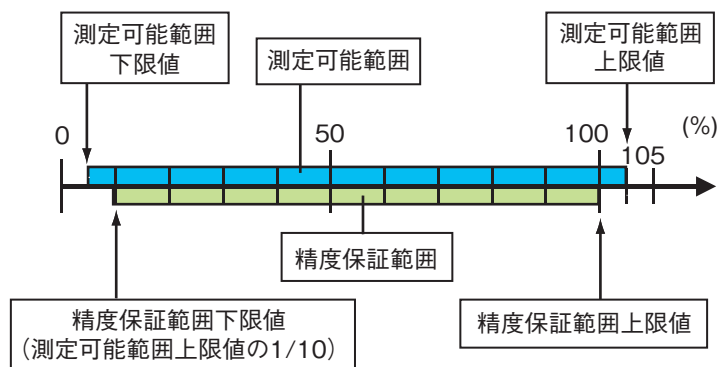 測定可能範囲
下限値
測定可能範囲
測定可能範囲
上限値
0
50
100
105
(%)
精度保証範囲
精度保証範囲下限値
（測定可能範囲上限値の1/10）
精度保証範囲上限値